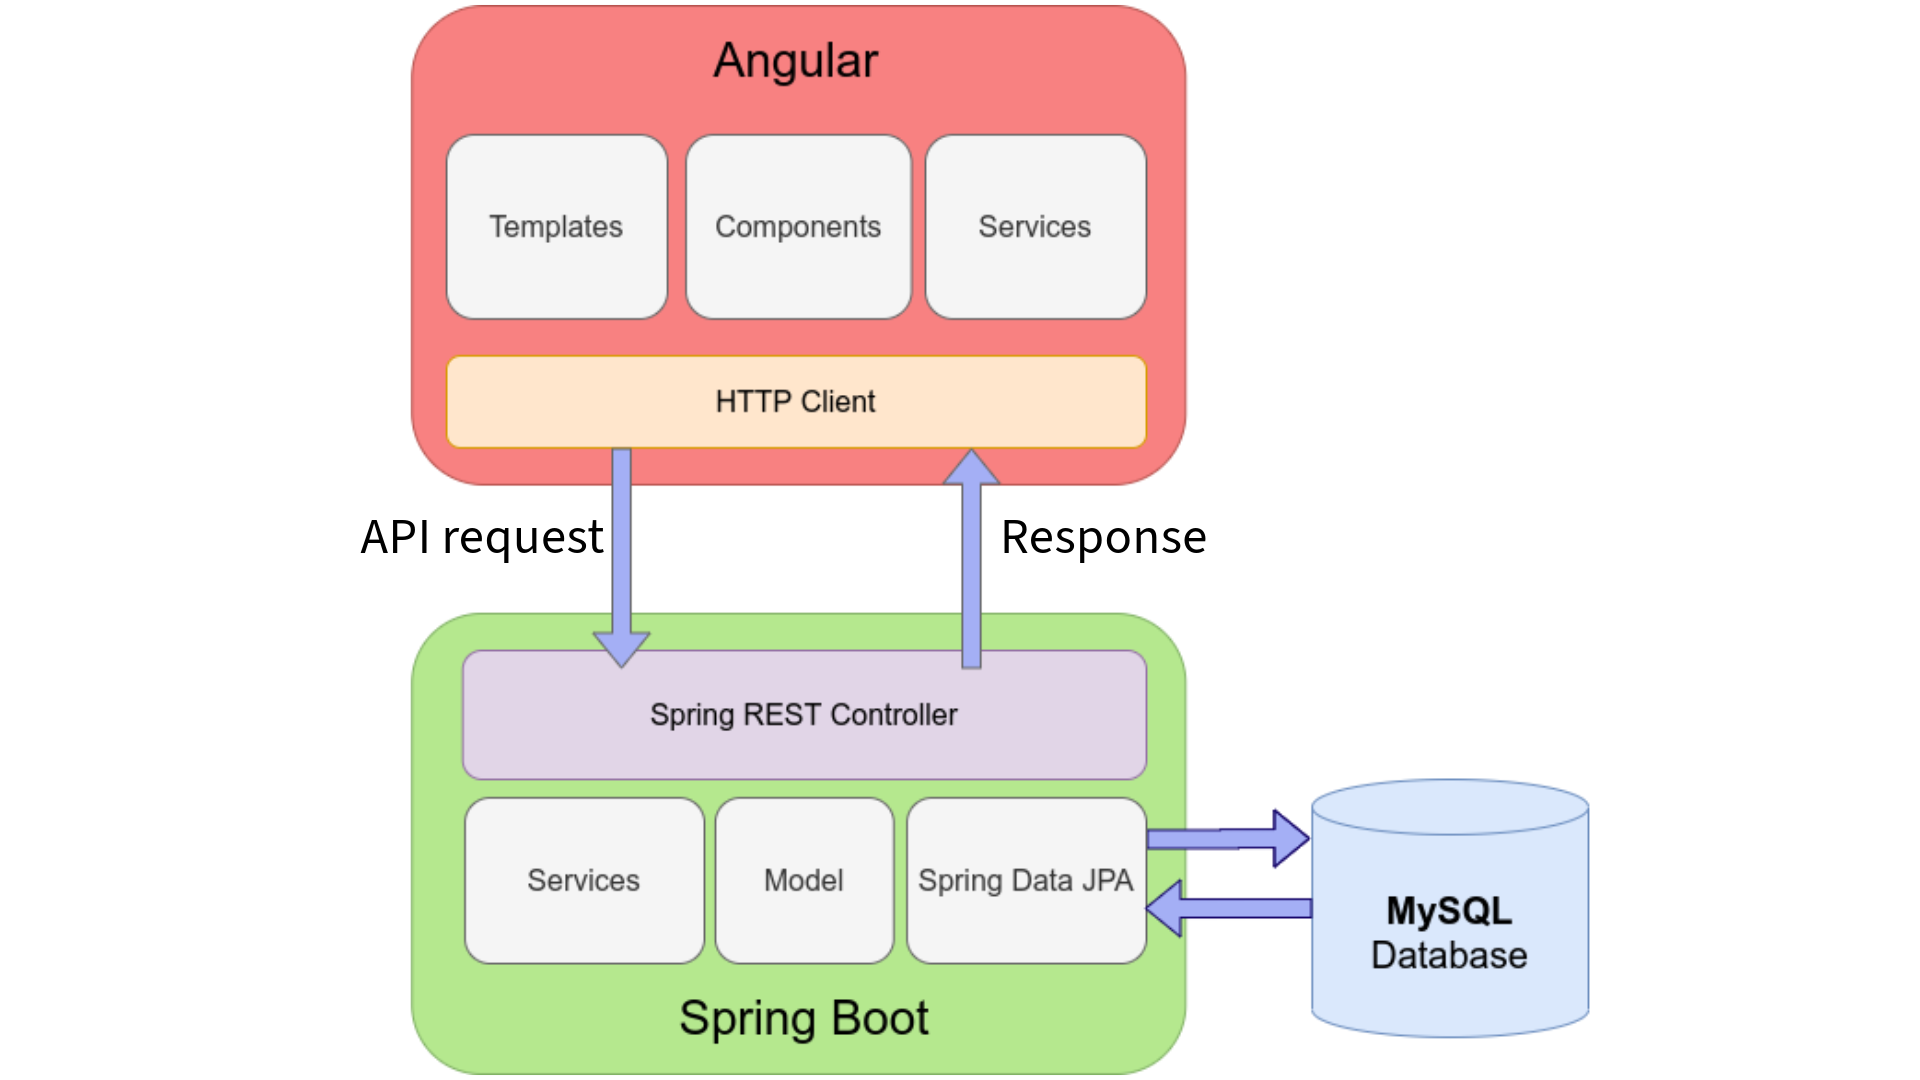 Angular
Templates
Components
Services
HTTP Client
API request
Response
Spring REST Controller
Services
Model
Spring Data JPA
MySQL
Database
Spring Boot